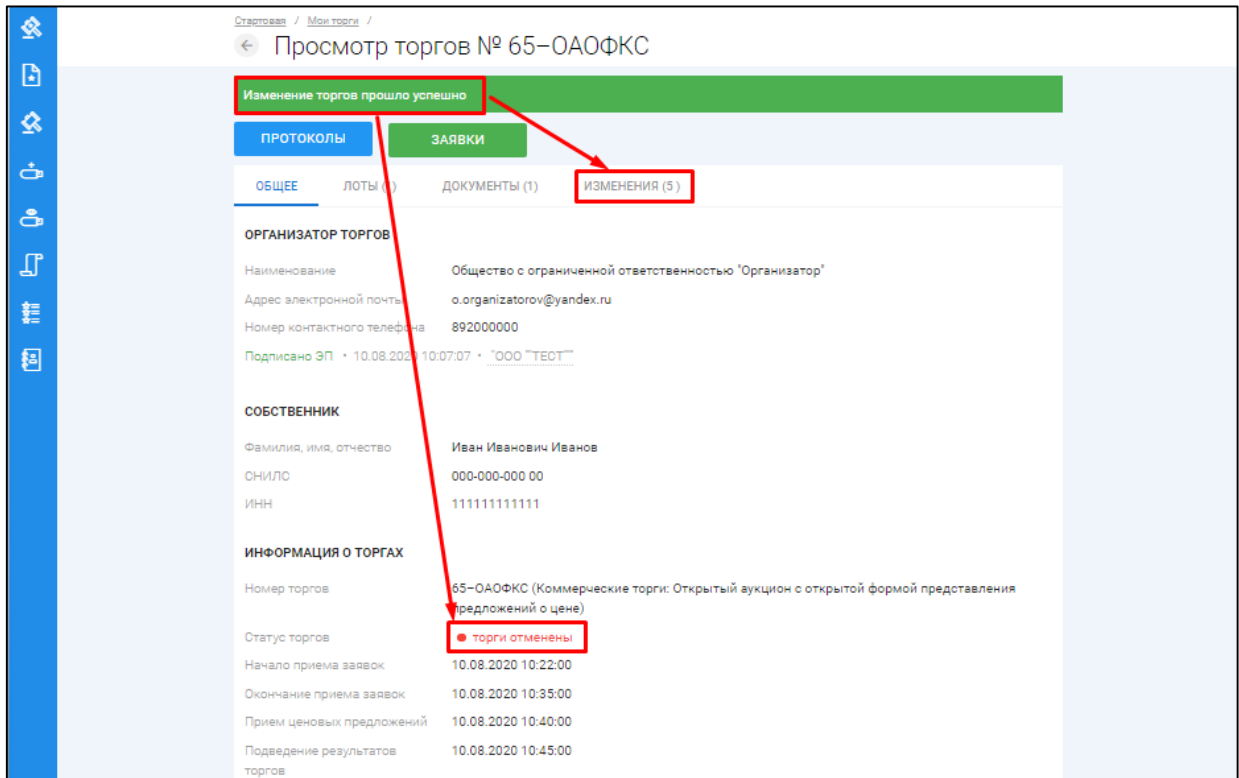 Стартовая / Мои торги /
Просмотр торгов № 65–ОАОФКС
Изменение торгов прошло успешно
ПРОТОКОЛЫ ЗАЯВКИ
ОБЩЕЕ ЛОТЫ ( ) ДОКУМЕНТЫ (1) ИЗМЕНЕНИЯ (5)
ОРГАНИЗАТОР ТОРГОВ
Наименование Общество с ограниченной ответственностью "Организатор"
Адрес электронной почты o.organizatorov@yandex.ru
Номер контактного телефона 892000000
Подписано ЭП • 10.08.2020 10:07:07 • "ООО "ТЕСТ""
СОБСТВЕННИК
Фамилия, имя, отчество Иван Иванович Иванов
СНИЛС 000-000-000 00
ИНН 111111111111
ИНФОРМАЦИЯ О ТОРГАХ
Номер торгов 65–ОАОФКС (Коммерческие торги: Открытый аукцион с открытой формой представления
предложений о цене)
Статус торгов торги отменены
Начало приема заявок 10.08.2020 10:22:00
Окончание приема заявок 10.08.2020 10:35:00
Прием ценовых предложений 10.08.2020 10:40:00
Подведение результатов 10.08.2020 10:45:00
торгов